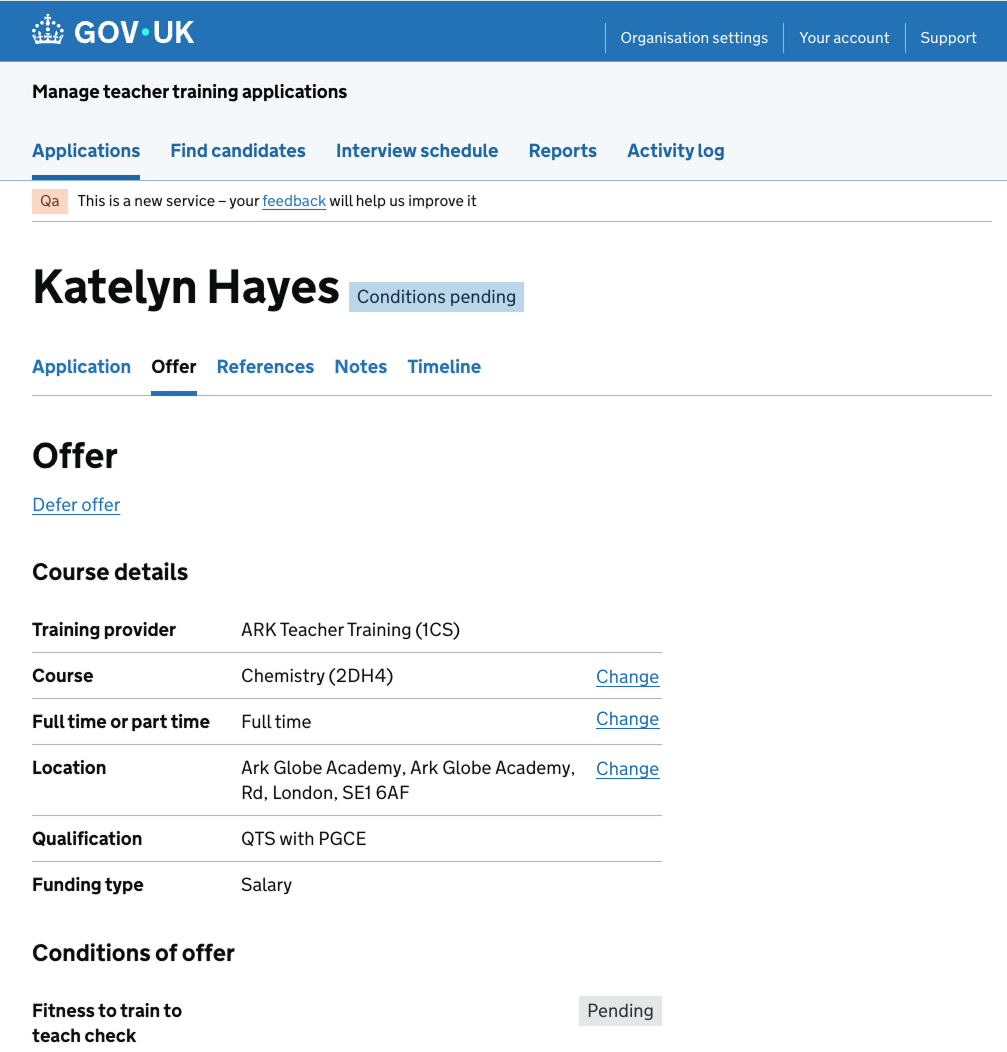 GOV•UK
Organisation settings
Your account
Support
Manage teacher training applications
Applications
Find candidates
Interview schedule
Reports
Activity log
Qa
This is a new service – your feedback will help us improve it
Katelyn Hayes
Conditions pending
Application
Offer
References
Notes
Timeline
Offer
Defer offer
Course details
Training provider
ARK Teacher Training (1CS)
Course
Chemistry (2DH4)
Change
Full time or part time
Full time
Change
Location
Ark Globe Academy, Ark Globe Academy,
Rd, London, SE1 6AF
Change
Qualification
QTS with PGCE
Funding type
Salary
Conditions of offer
Fitness to train to
teach check
Pending